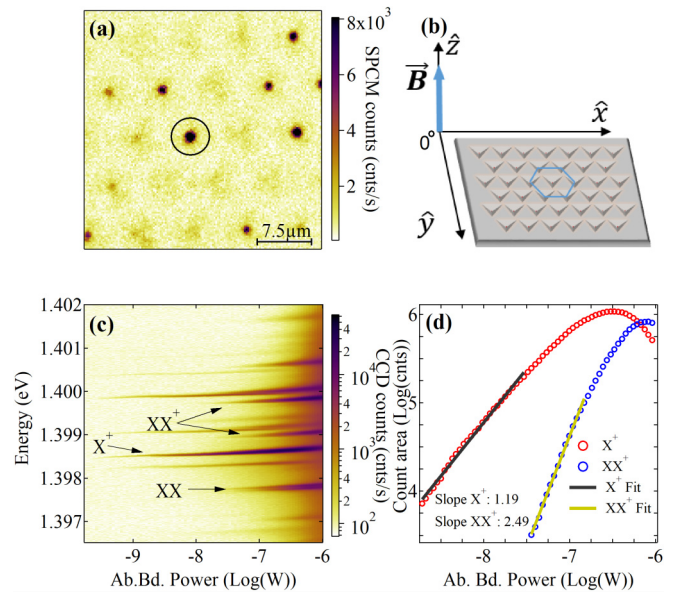 (a)
7.5µm
8x10³
6
4
2
SPCM counts (cnts/s)
(b)
ẑ
B⃗
x̂
0°
ŷ
(c)
1.402
1.401
1.400
1.399
1.398
1.397
Energy (eV)
XX⁺
X⁺
XX
-9
-8
-7
-6
Ab.Bd. Power (Log(W))
4
2
10⁴
6
4
2
10³
6
4
2
10²
CCD counts (cnts/s)
(d)
6
5
4
Count area (Log(cnts))
X⁺
XX⁺
X⁺ Fit
XX⁺ Fit
Slope X⁺: 1.19
Slope XX⁺: 2.49
-8
-7
-6
Ab. Bd. Power (Log(W))